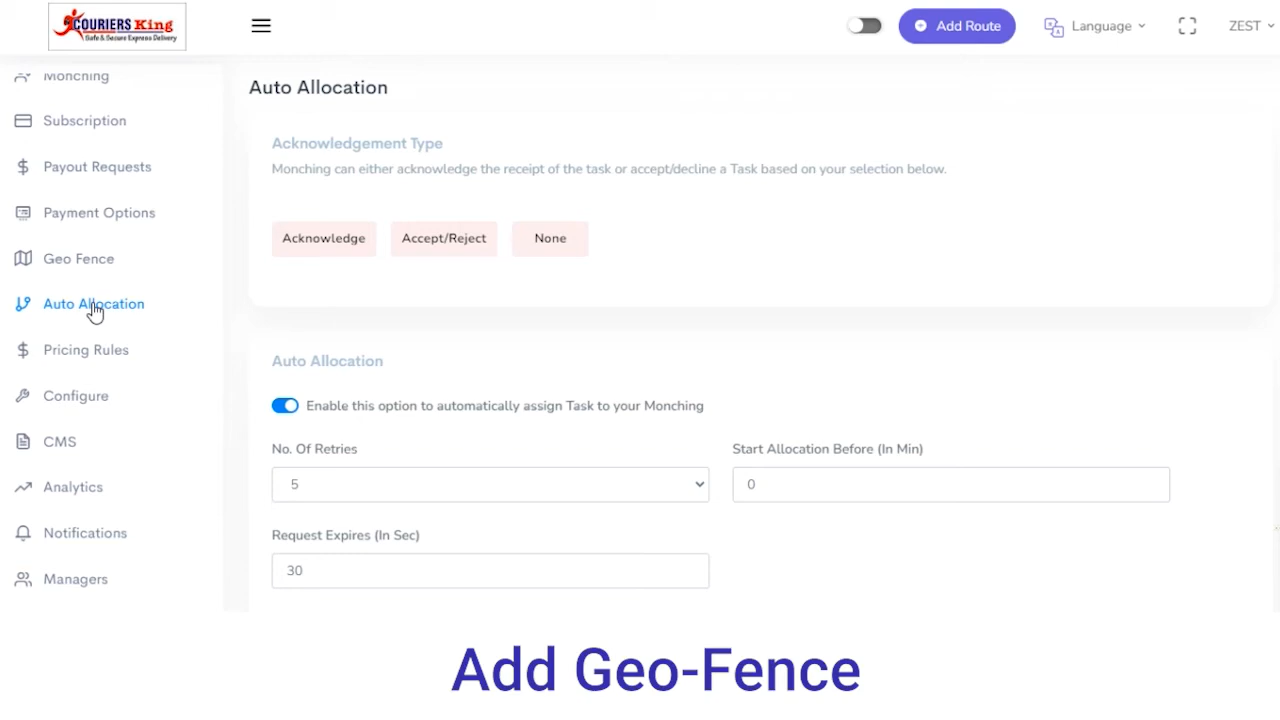 COURIERS King
Safe & Secure Express Delivery
Add Route
Language
ZEST
Monching
Subscription
Payout Requests
Payment Options
Geo Fence
Auto Allocation
Pricing Rules
Configure
CMS
Analytics
Notifications
Managers
Auto Allocation
Acknowledgement Type
Monching can either acknowledge the receipt of the task or accept/decline a Task based on your selection below.
Acknowledge
Accept/Reject
None
Auto Allocation
Enable this option to automatically assign Task to your Monching
No. Of Retries
Start Allocation Before (In Min)
5
0
Request Expires (In Sec)
30
Add Geo-Fence